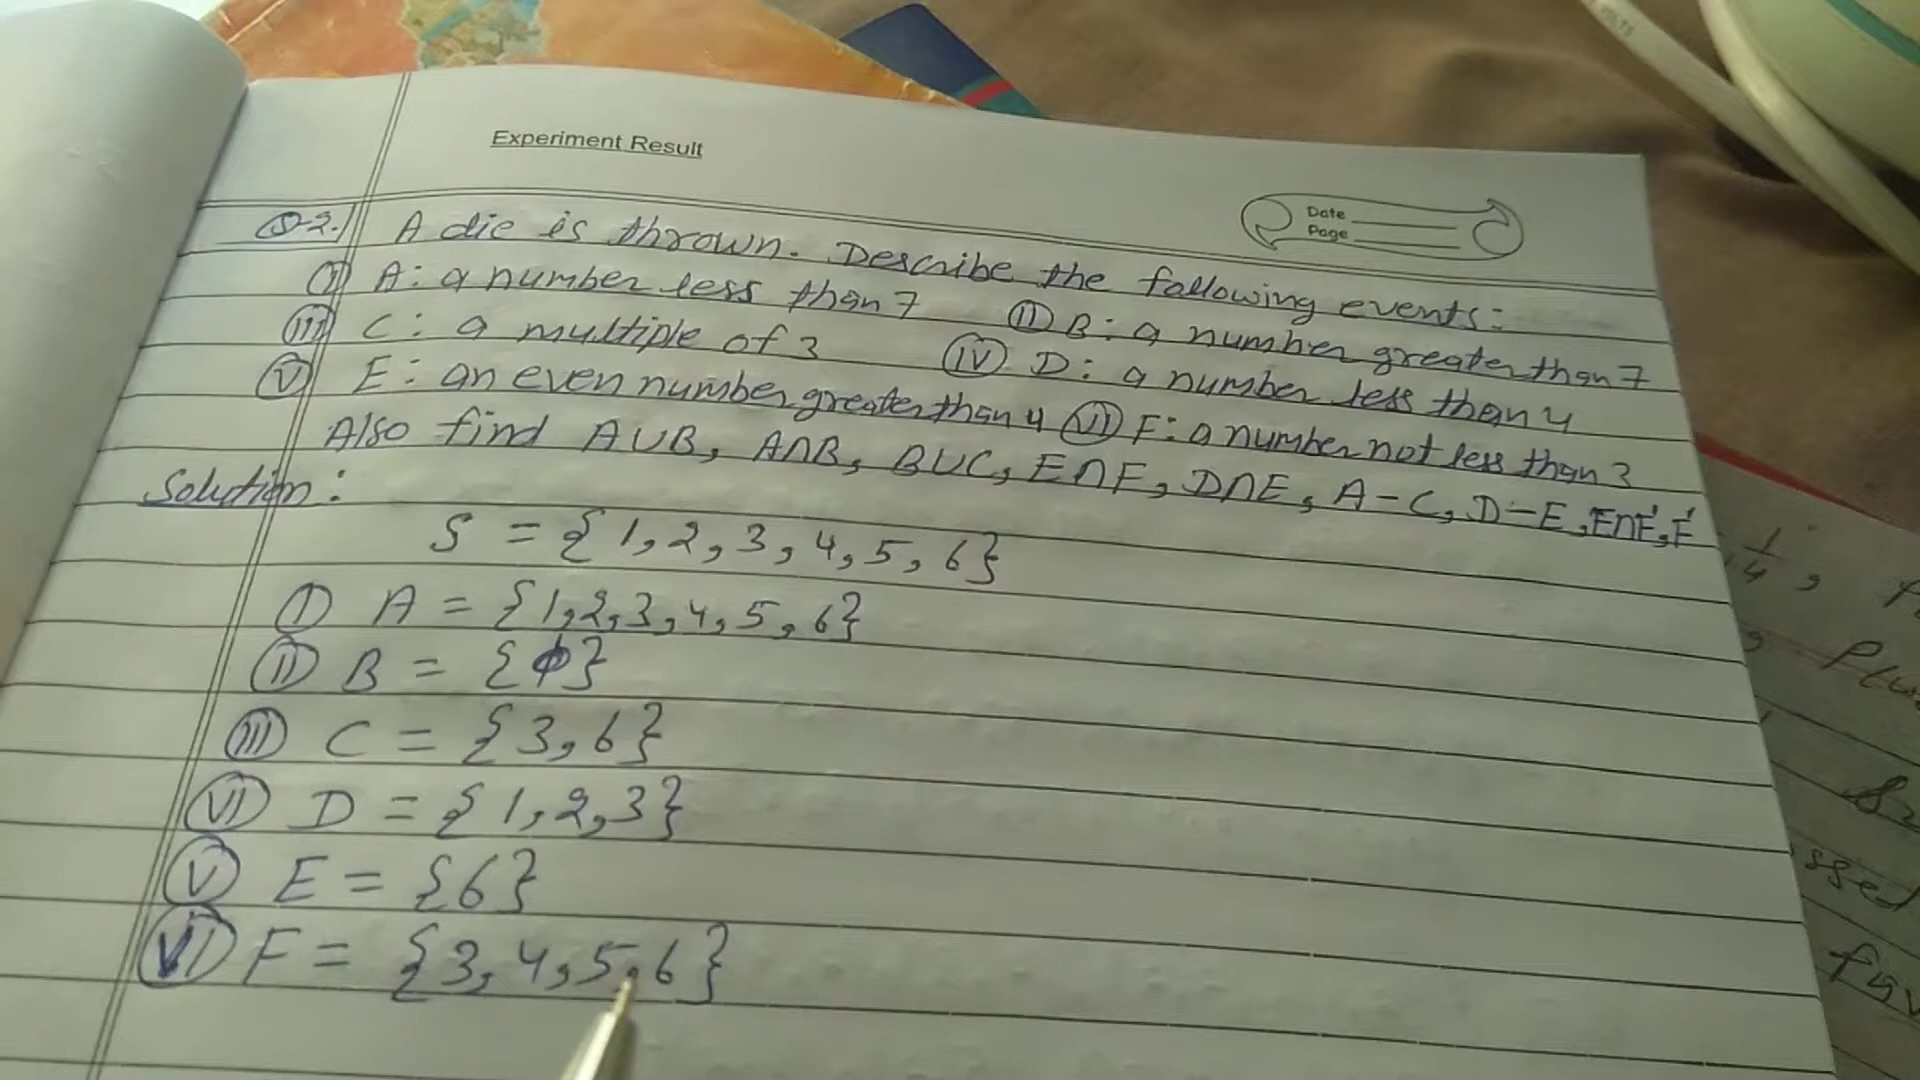 Experiment Result
Date
Page
Q-2. A die is thrown. Describe the following events:
(I) A: a number less than 7 (II) B: a number greater than 7
(III) C: a multiple of 3 (IV) D: a number less than 4
(V) E: an even number greater than 4 (VI) F: a number not less than 3
Also find A∪B, A∩B, B∪C, E∩F, D∩E, A-C, D-E, E∩F', F'
Solution:
S = {1,2,3,4,5,6}
(I) A = {1,2,3,4,5,6}
(II) B = {ϕ}
(III) C = {3,6}
(VI) D = {1,2,3}
(V) E = {6}
(VI) F = {3,4,5,6}
1/4,
ssed